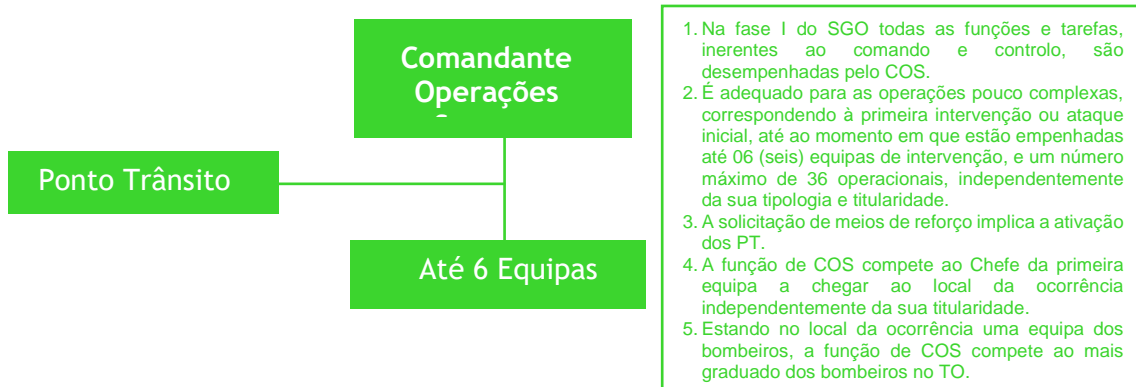 Comandante
Operações
Ponto Trânsito
Até 6 Equipas
1. Na fase I do SGO todas as funções e tarefas,
inerentes ao comando e controlo, são
desempenhadas pelo COS.
2. É adequado para as operações pouco complexas,
correspondendo à primeira intervenção ou ataque
inicial, até ao momento em que estão empenhadas
até 06 (seis) equipas de intervenção, e um número
máximo de 36 operacionais, independentemente
da sua tipologia e titularidade.
3. A solicitação de meios de reforço implica a ativação
dos PT.
4. A função de COS compete ao Chefe da primeira
equipa a chegar ao local da ocorrência
independentemente da sua titularidade.
5. Estando no local da ocorrência uma equipa dos
bombeiros, a função de COS compete ao mais
graduado dos bombeiros no TO.